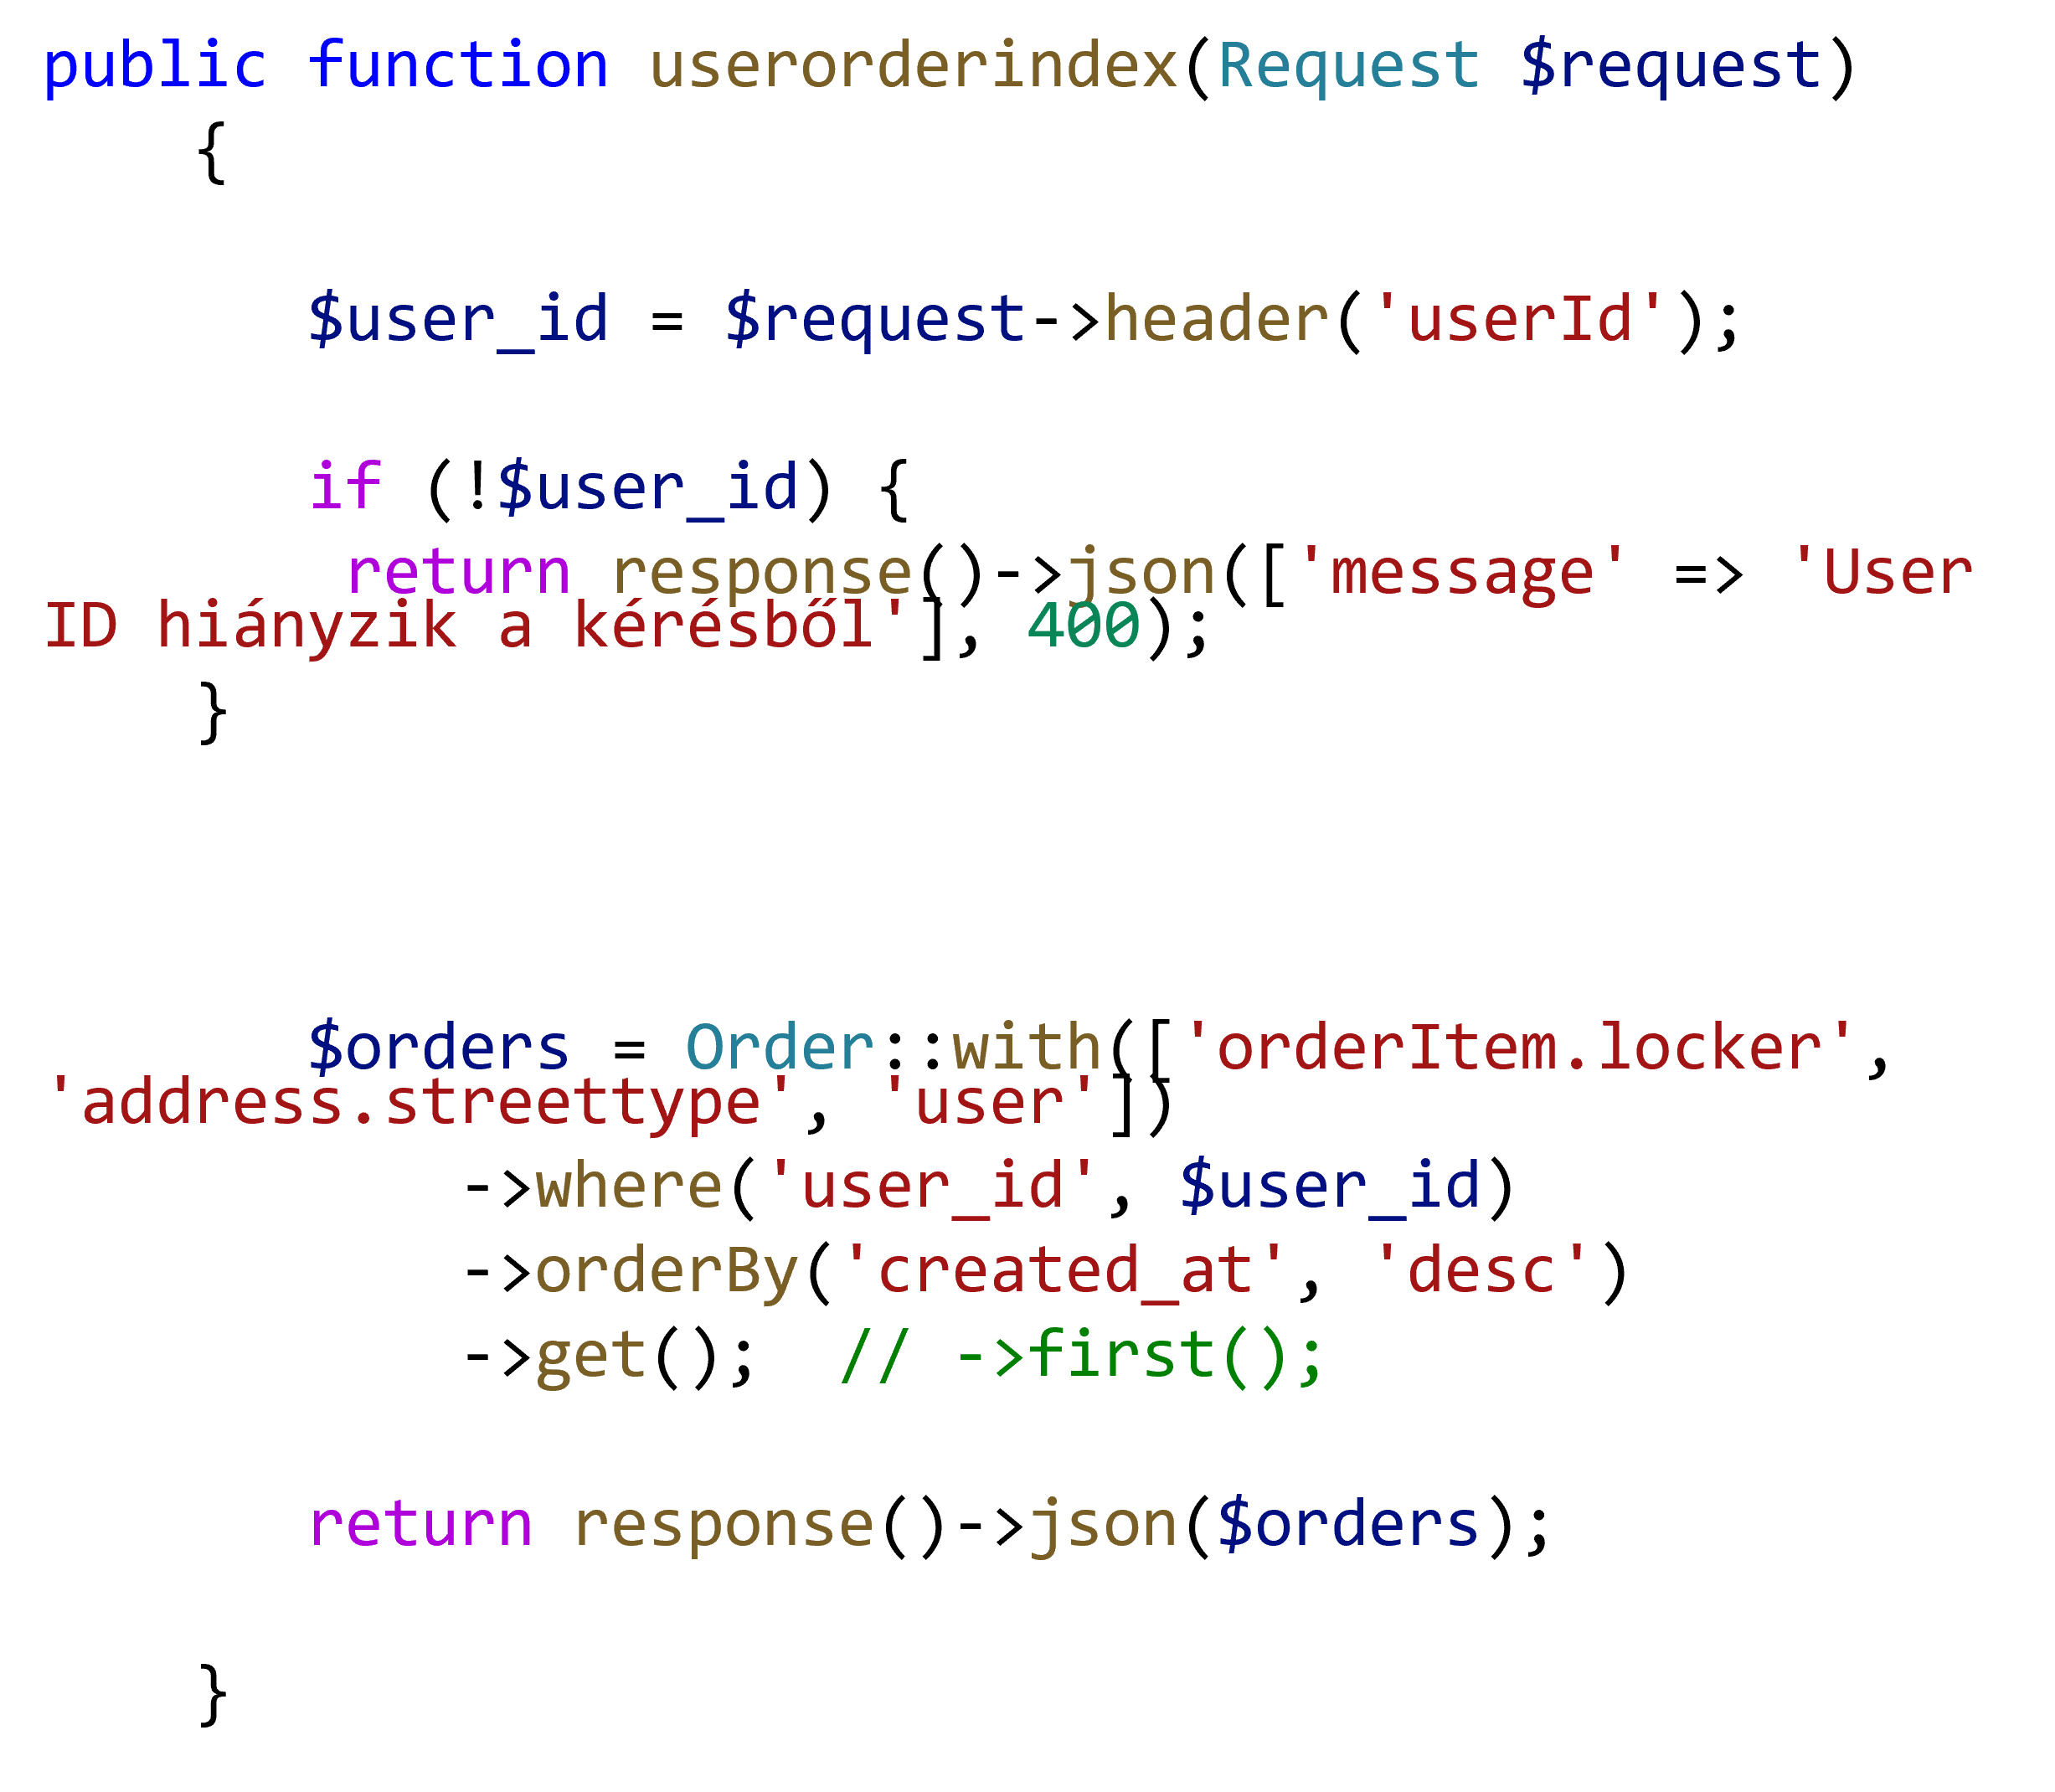 public function userorderindex(Request $request)
    {

       $user_id = $request->header('userId');

       if (!$user_id) {
        return response()->json(['message' => 'User
ID hiányzik a kérésből'], 400);
    }

       $orders = Order::with(['orderItem.locker',
'address.streettype', 'user'])
           ->where('user_id', $user_id)
           ->orderBy('created_at', 'desc')
           ->get();  // ->first();

       return response()->json($orders);

    }